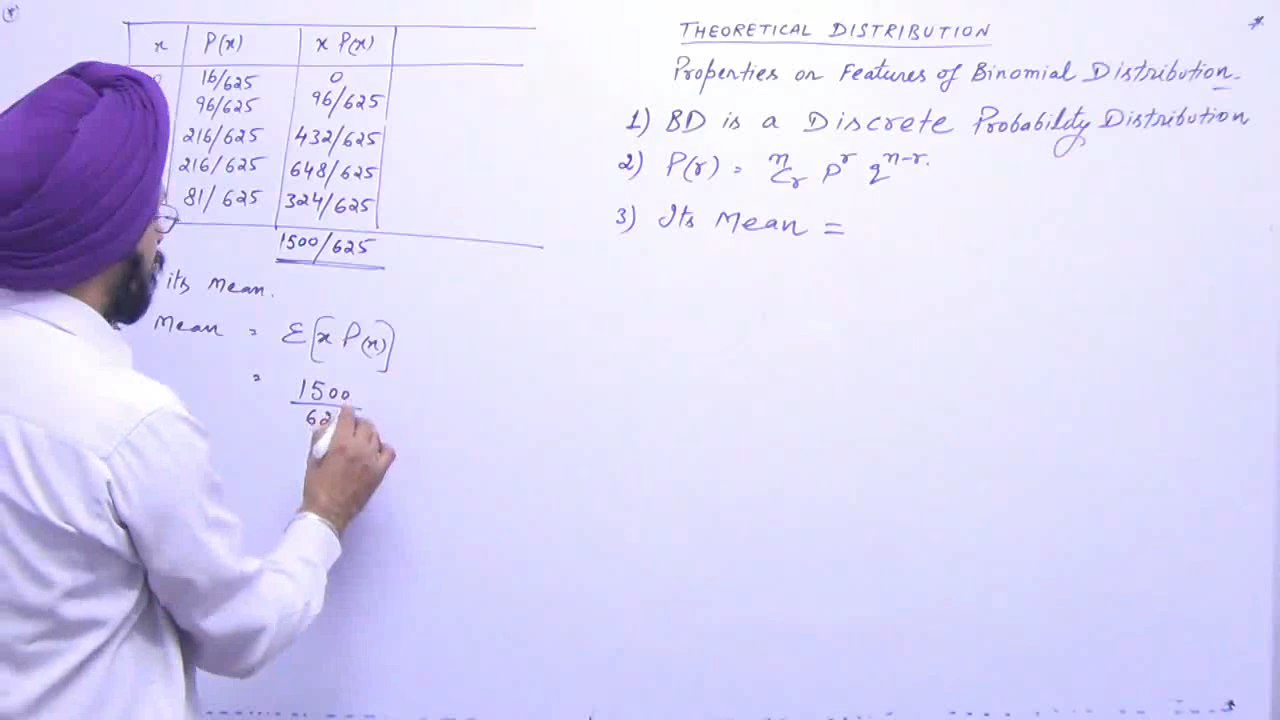 x P(x) x P(x)
16/625 0
96/625 96/625
216/625 432/625
216/625 648/625
81/625 324/625
1500/625
its Mean.
Mean = Σ[x P(x)]
= 1500
62
THEORETICAL DISTRIBUTION
Properties or Features of Binomial Distribution.
1) BD is a Discrete Probability Distribution
2) P(r) = nCr p^r q^n-r.
3) Its Mean =